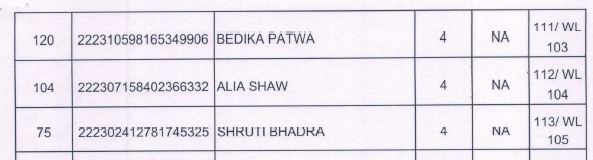 120 222310598165349906 BEDIKA PATWA 4 NA 111/ WL 103
104 222307158402366332 ALIA SHAW 4 NA 112/ WL 104
75 222302412781745325 SHRUTI BHADRA 4 NA 113/ WL 105